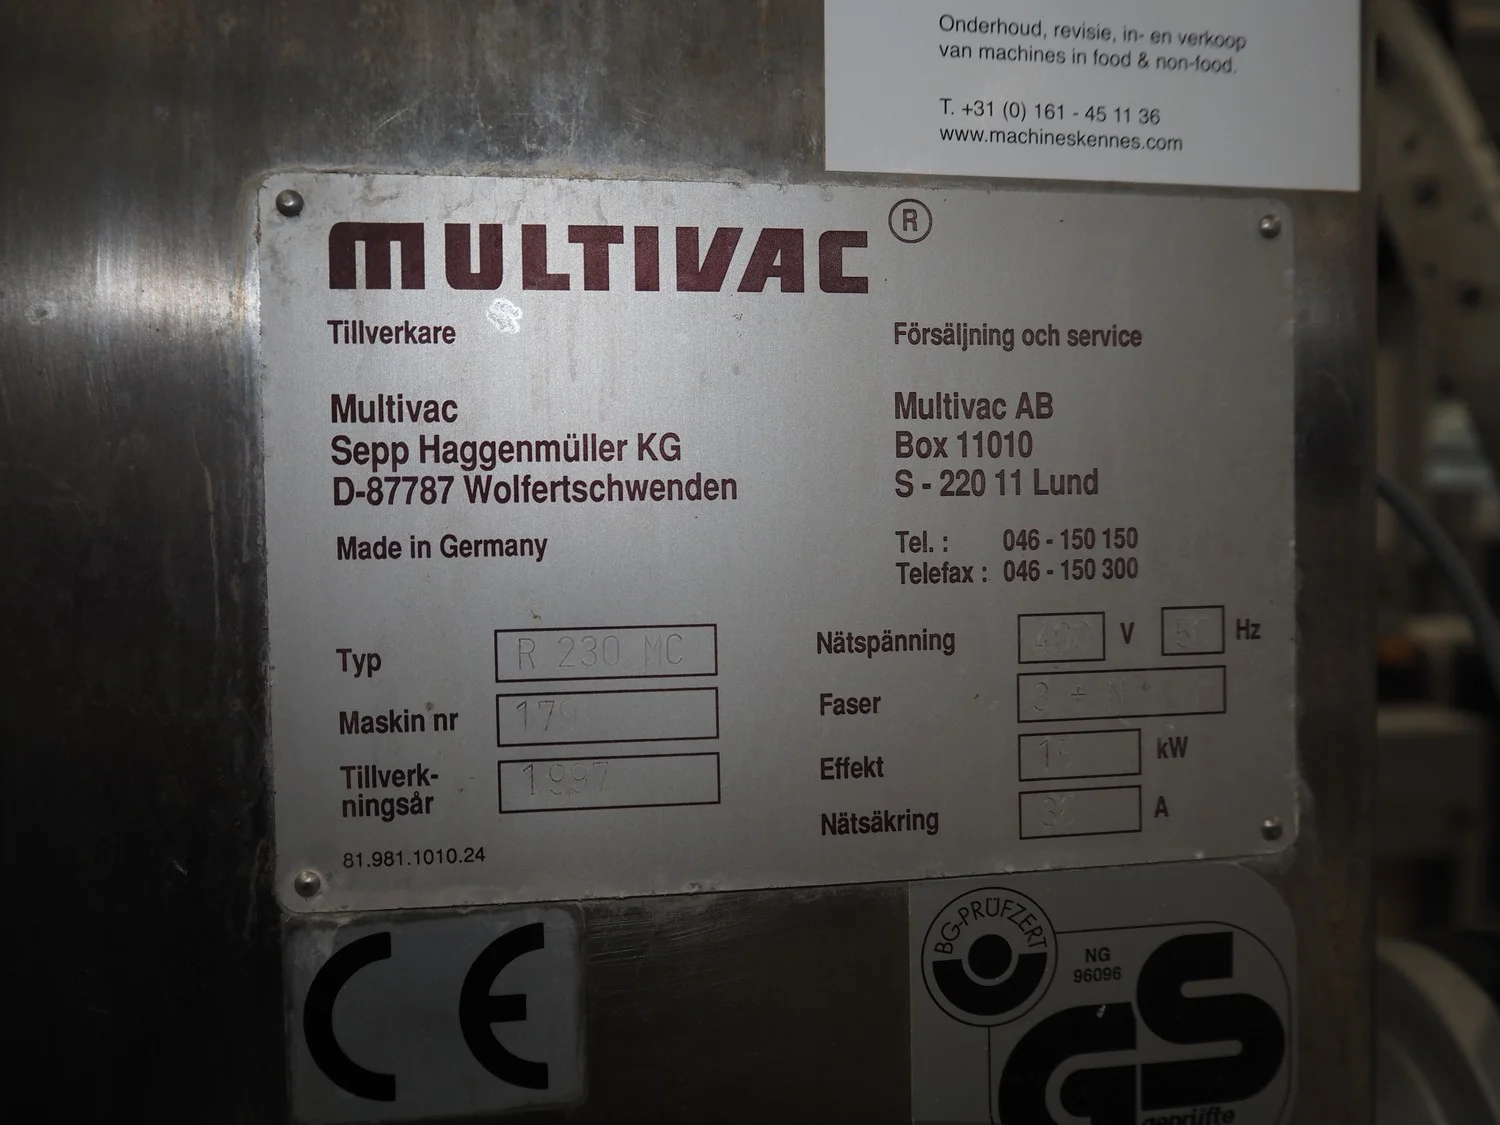 Onderhoud, revisie, in- en verkoop
van machines in food & non-food.
T. +31 (0) 161 - 45 11 36
www.machineskennes.com
MULTIVAC ®
Tillverkare
Multivac
Sepp Haggenmüller KG
D-87787 Wolfertschwenden
Made in Germany
Försäljning och service
Multivac AB
Box 11010
S - 220 11 Lund
Tel. : 046 - 150 150
Telefax : 046 - 150 300
Typ R 230 MC
Maskin nr
Tillverk-
ningsår 1997
81.981.1010.24
Nätspänning 400 V Hz
Faser 3 +
Effekt kW
Nätsäkring A
CE
BG-PRÜFZERT
NG
96096
GS
geprüfte